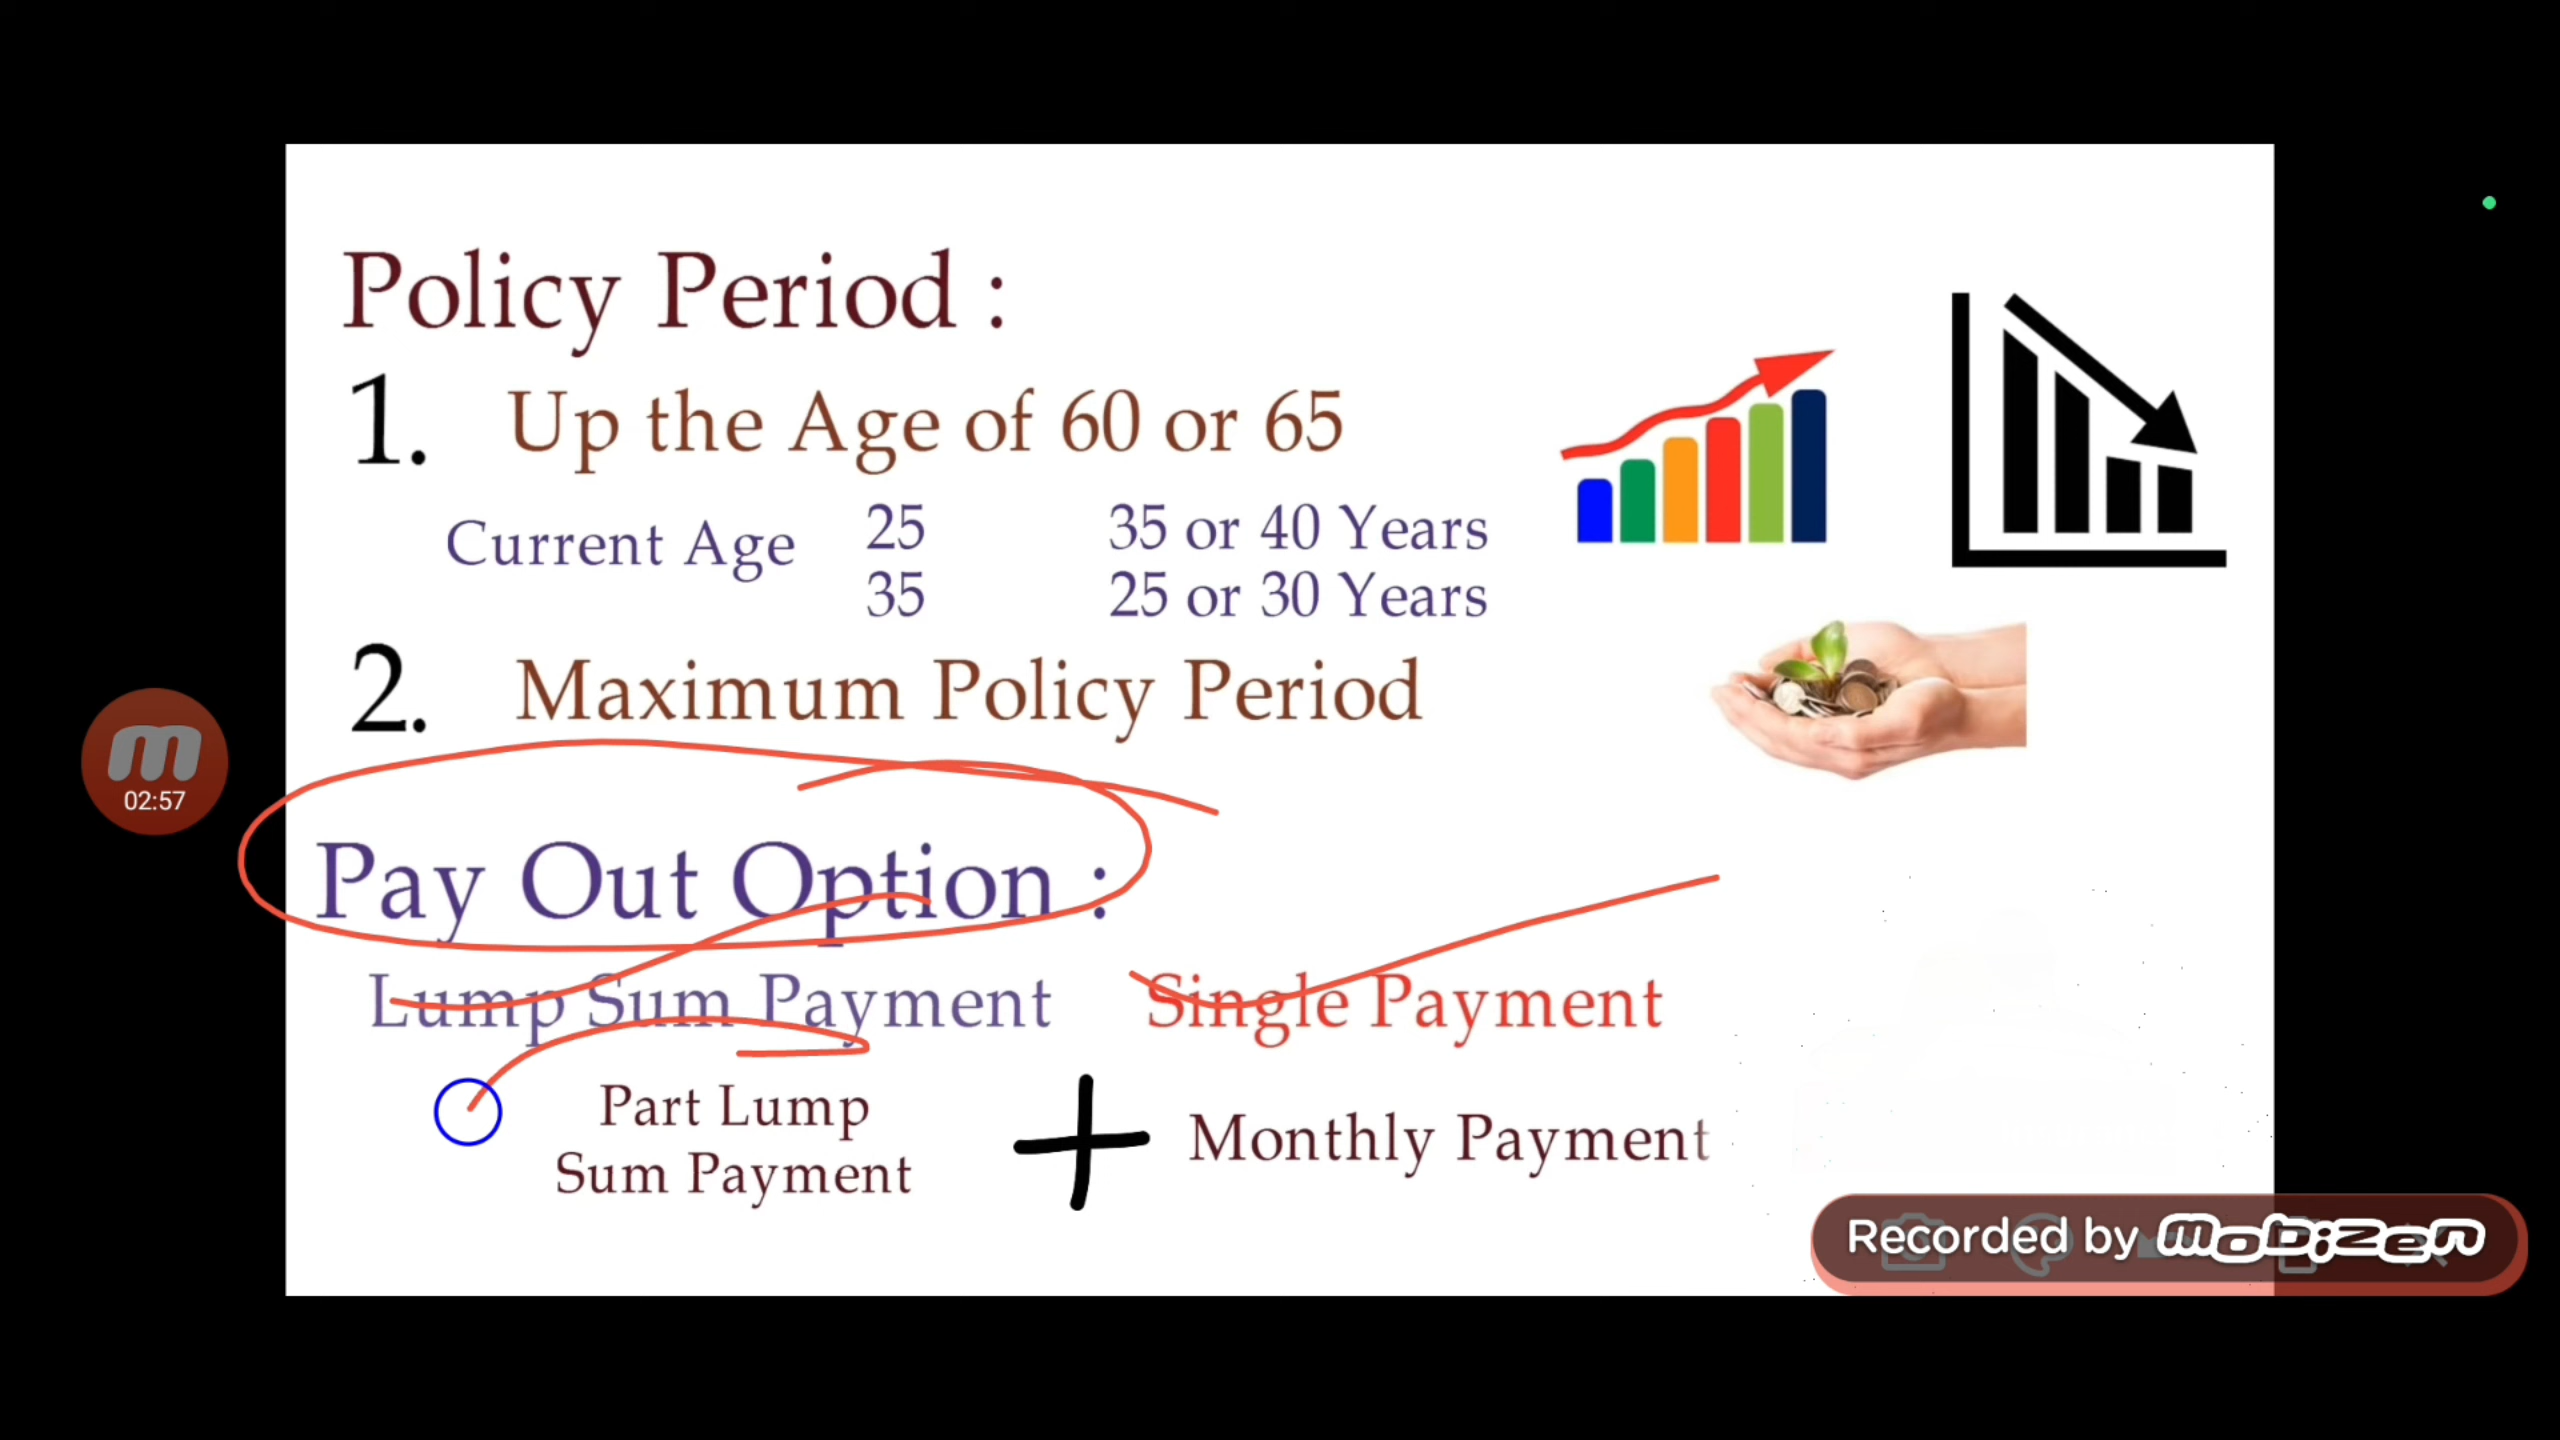 Policy Period :
1. Up the Age of 60 or 65
Current Age 25 35 or 40 Years
35 25 or 30 Years
2. Maximum Policy Period
Pay Out Option :
Lump Sum Payment Single Payment
Part Lump
Sum Payment + Monthly Payment
02:57
Recorded by mobizen